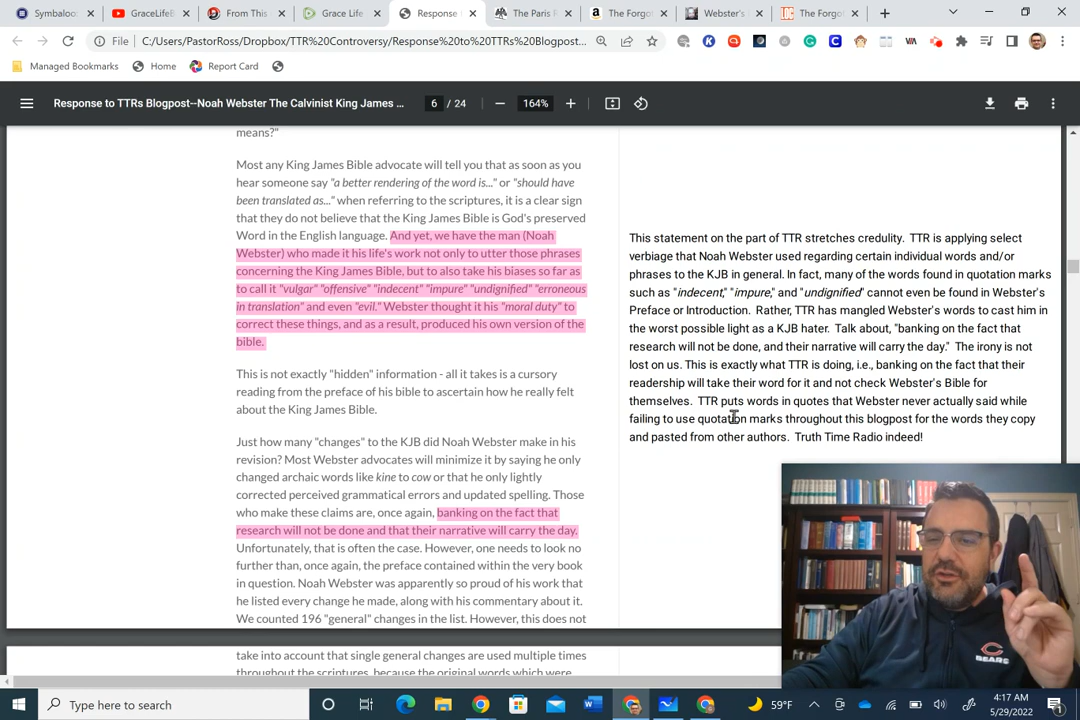 Symbaloo
GraceLifeB
From This
Grace Life
Response
The Paris R
The Forgot
Webster's
The Forgot
File
C:/Users/PastorRoss/Dropbox/TTR%20Controversy/Response%20to%20TTRs%20Blogpost...
Managed Bookmarks
Home
Report Card
Response to TTRs Blogpost--Noah Webster The Calvinist King James ...
6 / 24
164%
means?"
Most any King James Bible advocate will tell you that as soon as you
hear someone say "a better rendering of the word is..." or "should have
been translated as..." when referring to the scriptures, it is a clear sign
that they do not believe that the King James Bible is God's preserved
Word in the English language. And yet, we have the man (Noah
Webster) who made it his life's work not only to utter those phrases
concerning the King James Bible, but to also take his biases so far as
to call it "vulgar" "offensive" "indecent" "impure" "undignified" "erroneous
in translation" and even "evil." Webster thought it his "moral duty" to
correct these things, and as a result, produced his own version of the
bible.
This is not exactly "hidden" information - all it takes is a cursory
reading from the preface of his bible to ascertain how he really felt
about the King James Bible.
Just how many "changes" to the KJB did Noah Webster make in his
revision? Most Webster advocates will minimize it by saying he only
changed archaic words like kine to cow or that he only lightly
corrected perceived grammatical errors and updated spelling. Those
who make these claims are, once again, banking on the fact that
research will not be done and that their narrative will carry the day.
Unfortunately, that is often the case. However, one needs to look no
further than, once again, the preface contained within the very book
in question. Noah Webster was apparently so proud of his work that
he listed every change he made, along with his commentary about it.
We counted 196 "general" changes in the list. However, this does not
take into account that single general changes are used multiple times
throughout the scriptures, because the original words which were
This statement on the part of TTR stretches credulity. TTR is applying select
verbiage that Noah Webster used regarding certain individual words and/or
phrases to the KJB in general. In fact, many of the words found in quotation marks
such as "indecent," "impure," and "undignified" cannot even be found in Webster's
Preface or Introduction. Rather, TTR has mangled Webster's words to cast him in
the worst possible light as a KJB hater. Talk about, "banking on the fact that
research will not be done, and their narrative will carry the day." The irony is not
lost on us. This is exactly what TTR is doing, i.e., banking on the fact that their
readership will take their word for it and not check Webster's Bible for
themselves. TTR puts words in quotes that Webster never actually said while
failing to use quotation marks throughout this blogpost for the words they copy
and pasted from other authors. Truth Time Radio indeed!
BEARS
Type here to search
59°F
4:17 AM
5/29/2022